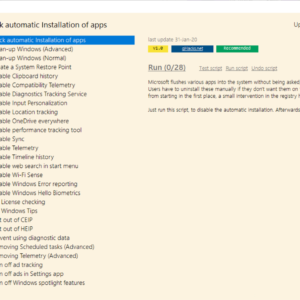 ck automatic Installation of apps
Up
ck automatic Installation of apps
an-up Windows (Advanced)
an-up Windows (Normal)
ate a System Restore Point
able Clipboard history
able Compatibility Telemetry
able Diagnostics Tracking Service
able Input Personalization
able Location tracking
able OneDrive everywhere
able performance tracking tool
able Sync
able Telemetry
able Timeline history
able web search in start menu
able Wi-Fi Sense
able Windows Error reporting
able Windows Hello Biometrics
License checking
Windows Tips
t out of CEIP
t out of HEIP
vent using diagnostic data
moving Scheduled tasks (Advanced)
moving Telemetry (Advanced)
n off ad tracking
n off ads in Settings app
n off Windows spotlight features
last update 31-jan-20
v1.0
recommended
Run (0/28) Test script Run script Undo script
Microsoft flushes various apps into the system without being asked,
Users have to uninstall these manually if they don't want them on
from starting in the first place, a small intervention in the registry
Just run this script, to disable the automatic installation. Afterwards